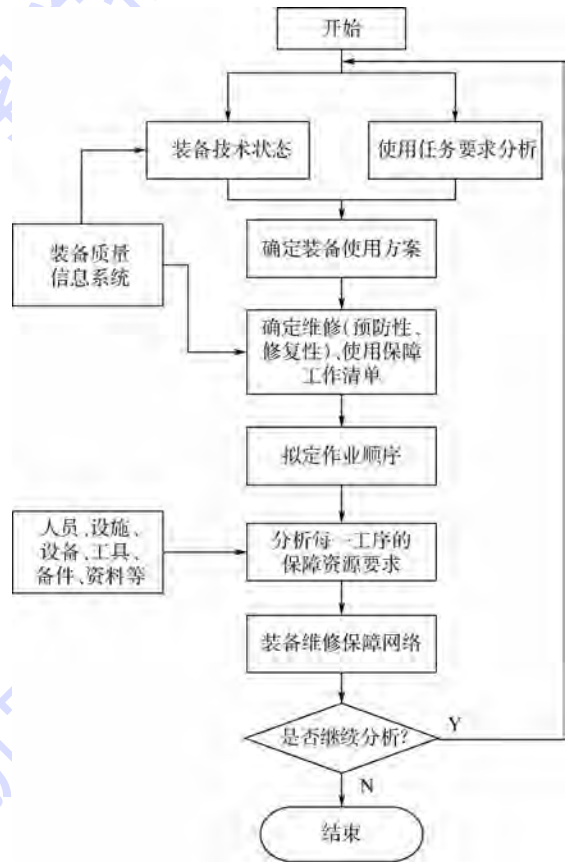 开始
装备技术状态
使用任务要求分析
装备质量
信息系统
确定装备使用方案
确定维修(预防性、
修复性)、使用保障
工作清单
拟定作业顺序
人员、设施、
设备、工具、
备件、资料等
分析每一工序的
保障资源要求
装备维修保障网络
是否继续分析?
Y
N
结束